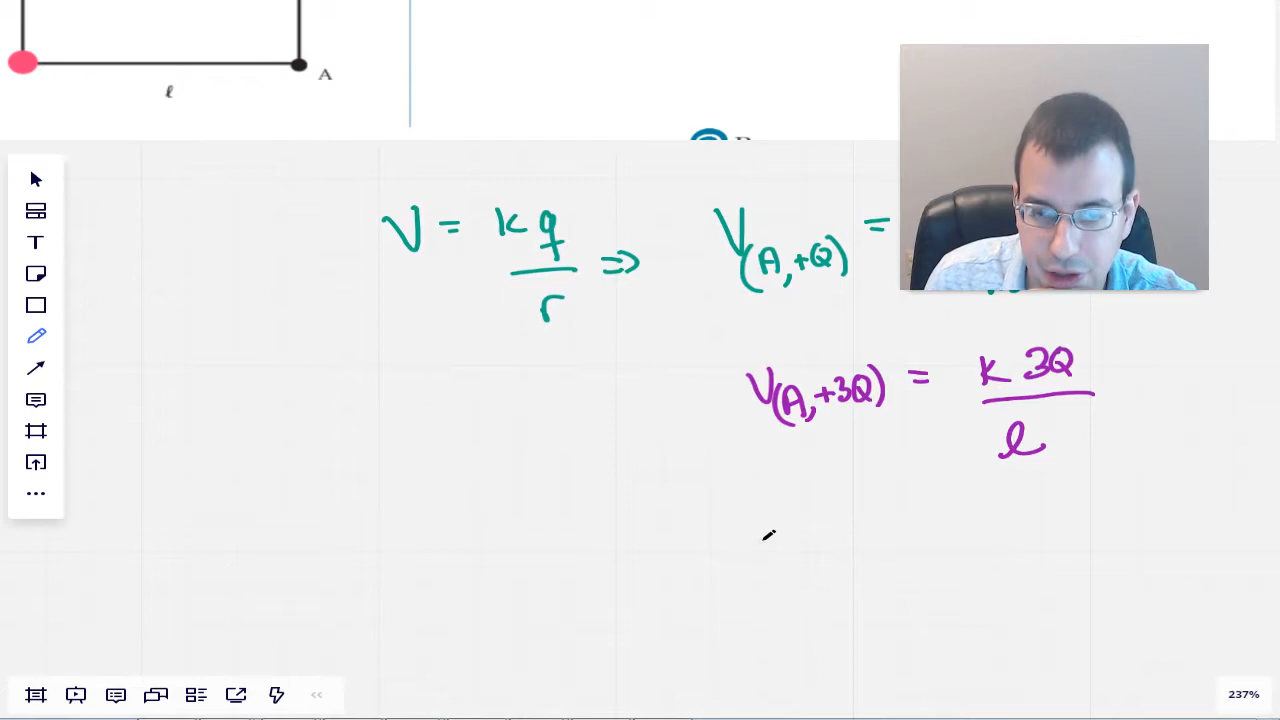 A
ℓ
V = kq/r ⇒ V(A,+Q) =
V(A,+3Q) = k3Q/ℓ
T
237%